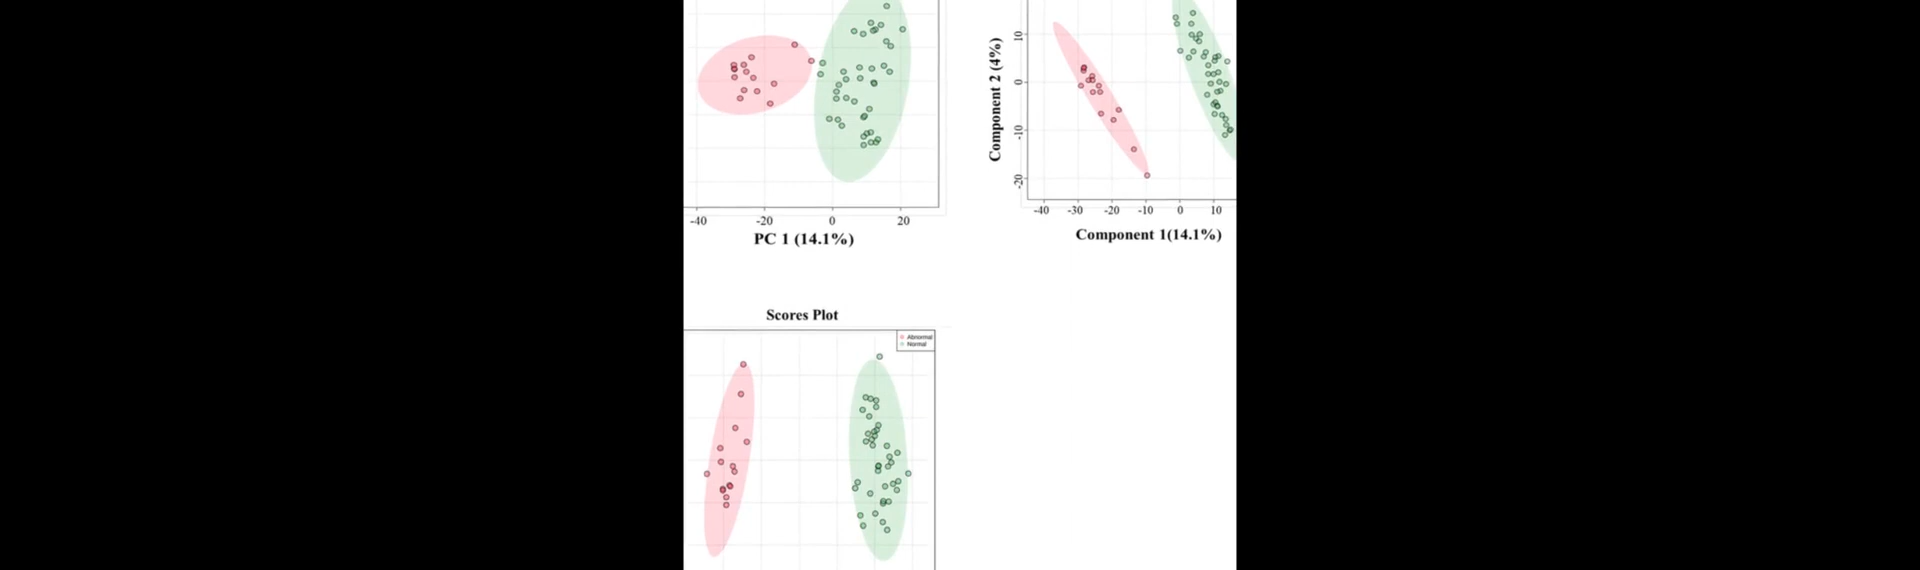 Component 2 (4%)
10
0
-10
-20
-40 -20 0 20
PC 1 (14.1%)
-40 -30 -20 -10 0 10
Component 1(14.1%)
Scores Plot
Abnormal
Normal